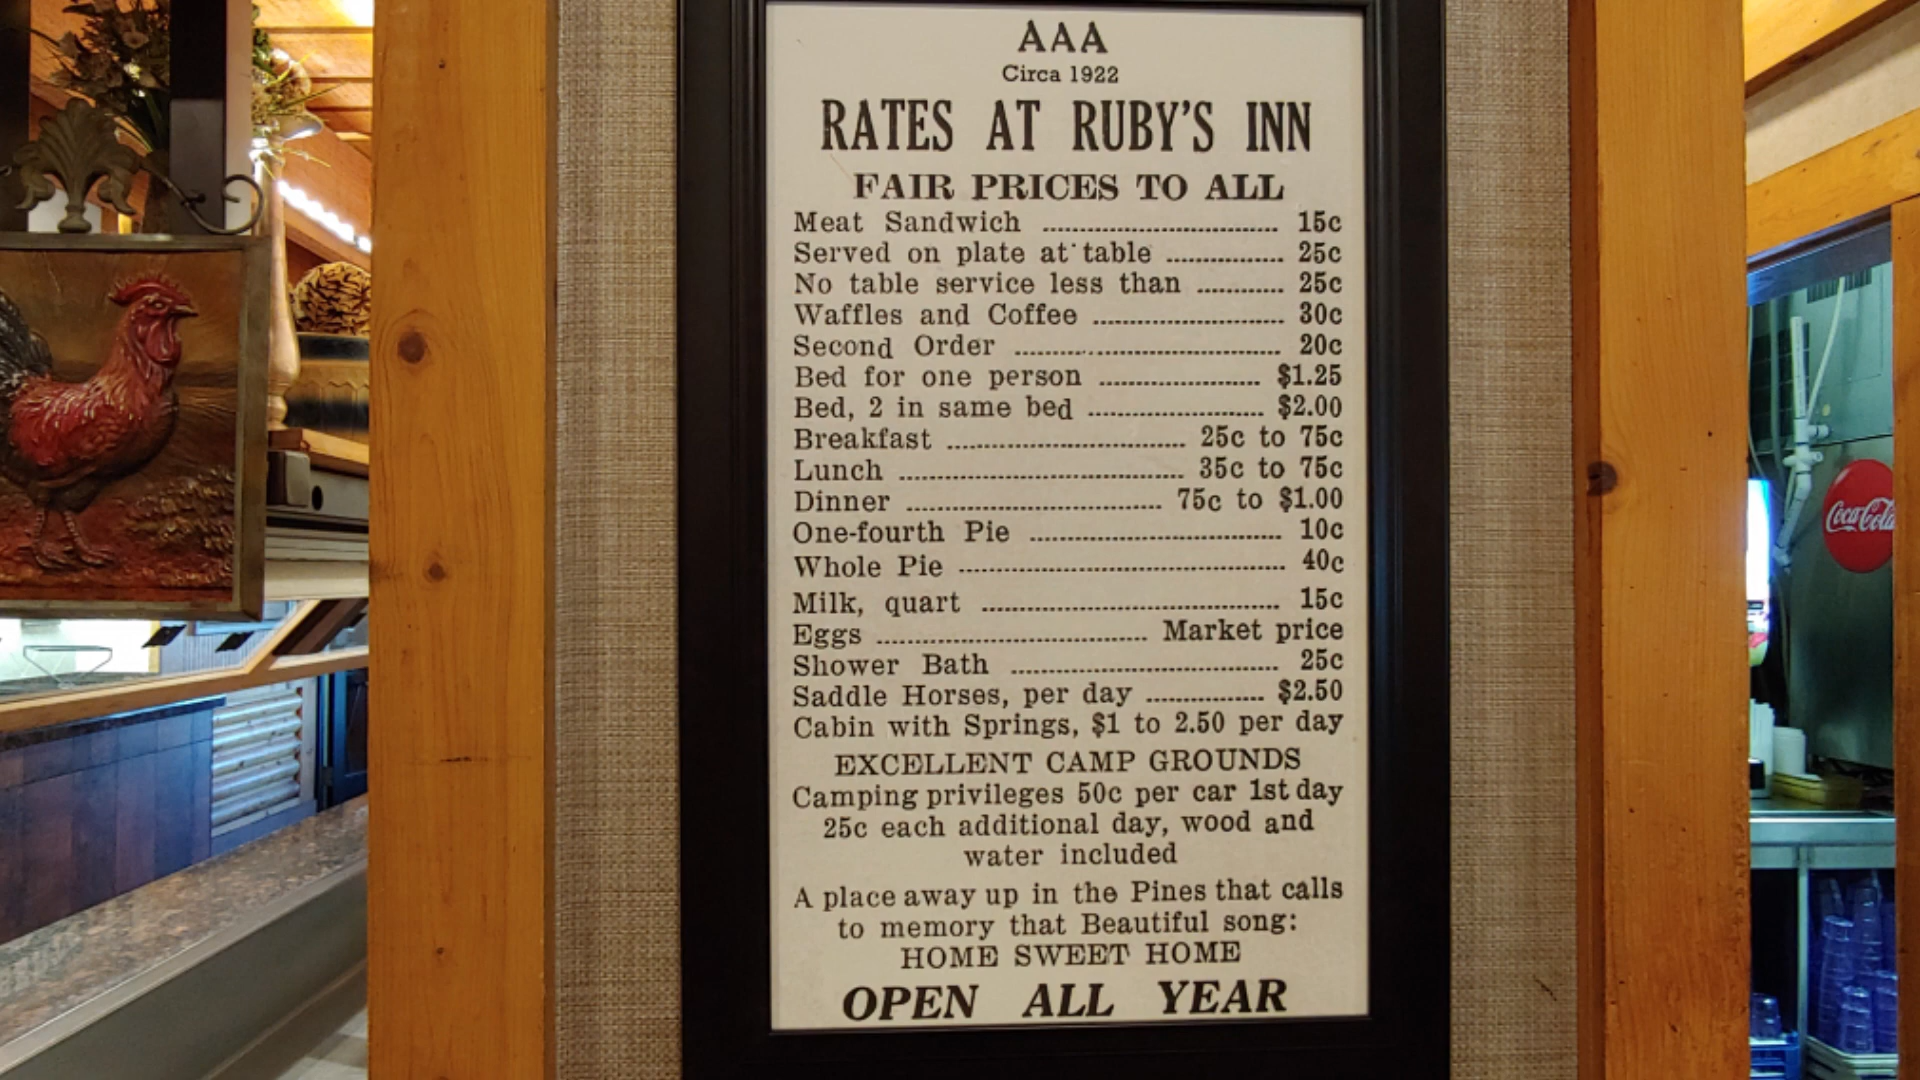 AAA
Circa 1922
RATES AT RUBY'S INN
FAIR PRICES TO ALL
Meat Sandwich ........................................ 15c
Served on plate at table .................... 25c
No table service less than ............... 25c
Waffles and Coffee ................................ 30c
Second Order ............................................. 20c
Bed for one person ............................ $1.25
Bed, 2 in same bed .............................. $2.00
Breakfast ......................................... 25c to 75c
Lunch ................................................. 35c to 75c
Dinner ............................................ 75c to $1.00
One-fourth Pie ........................................... 10c
Whole Pie ....................................................... 40c
Milk, quart .................................................... 15c
Eggs .............................................. Market price
Shower Bath .............................................. 25c
Saddle Horses, per day .................... $2.50
Cabin with Springs, $1 to 2.50 per day
EXCELLENT CAMP GROUNDS
Camping privileges 50c per car 1st day
25c each additional day, wood and
water included
A place away up in the Pines that calls
to memory that Beautiful song:
HOME SWEET HOME
OPEN ALL YEAR
Coca-Cola